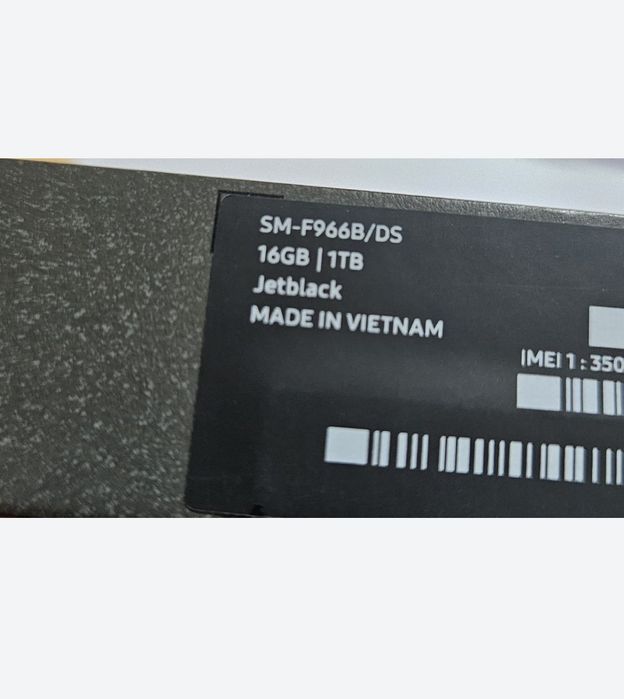 SM-F966B/DS
16GB | 1TB
Jetblack
MADE IN VIETNAM
IMEI 1 : 350